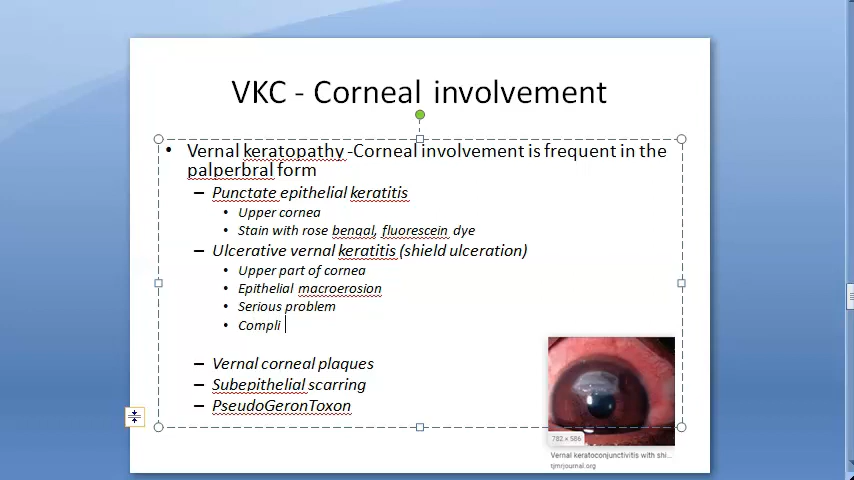 VKC - Corneal involvement
• Vernal keratopathy -Corneal involvement is frequent in the
palperbral form
– Punctate epithelial keratitis
• Upper cornea
• Stain with rose bengal, fluorescein dye
– Ulcerative vernal keratitis (shield ulceration)
• Upper part of cornea
• Epithelial macroerosion
• Serious problem
• Compli
– Vernal corneal plaques
– Subepithelial scarring
– PseudoGeronToxon
782 × 586
Vernal keratoconjunctivitis with shi...
rjmrjournal.org